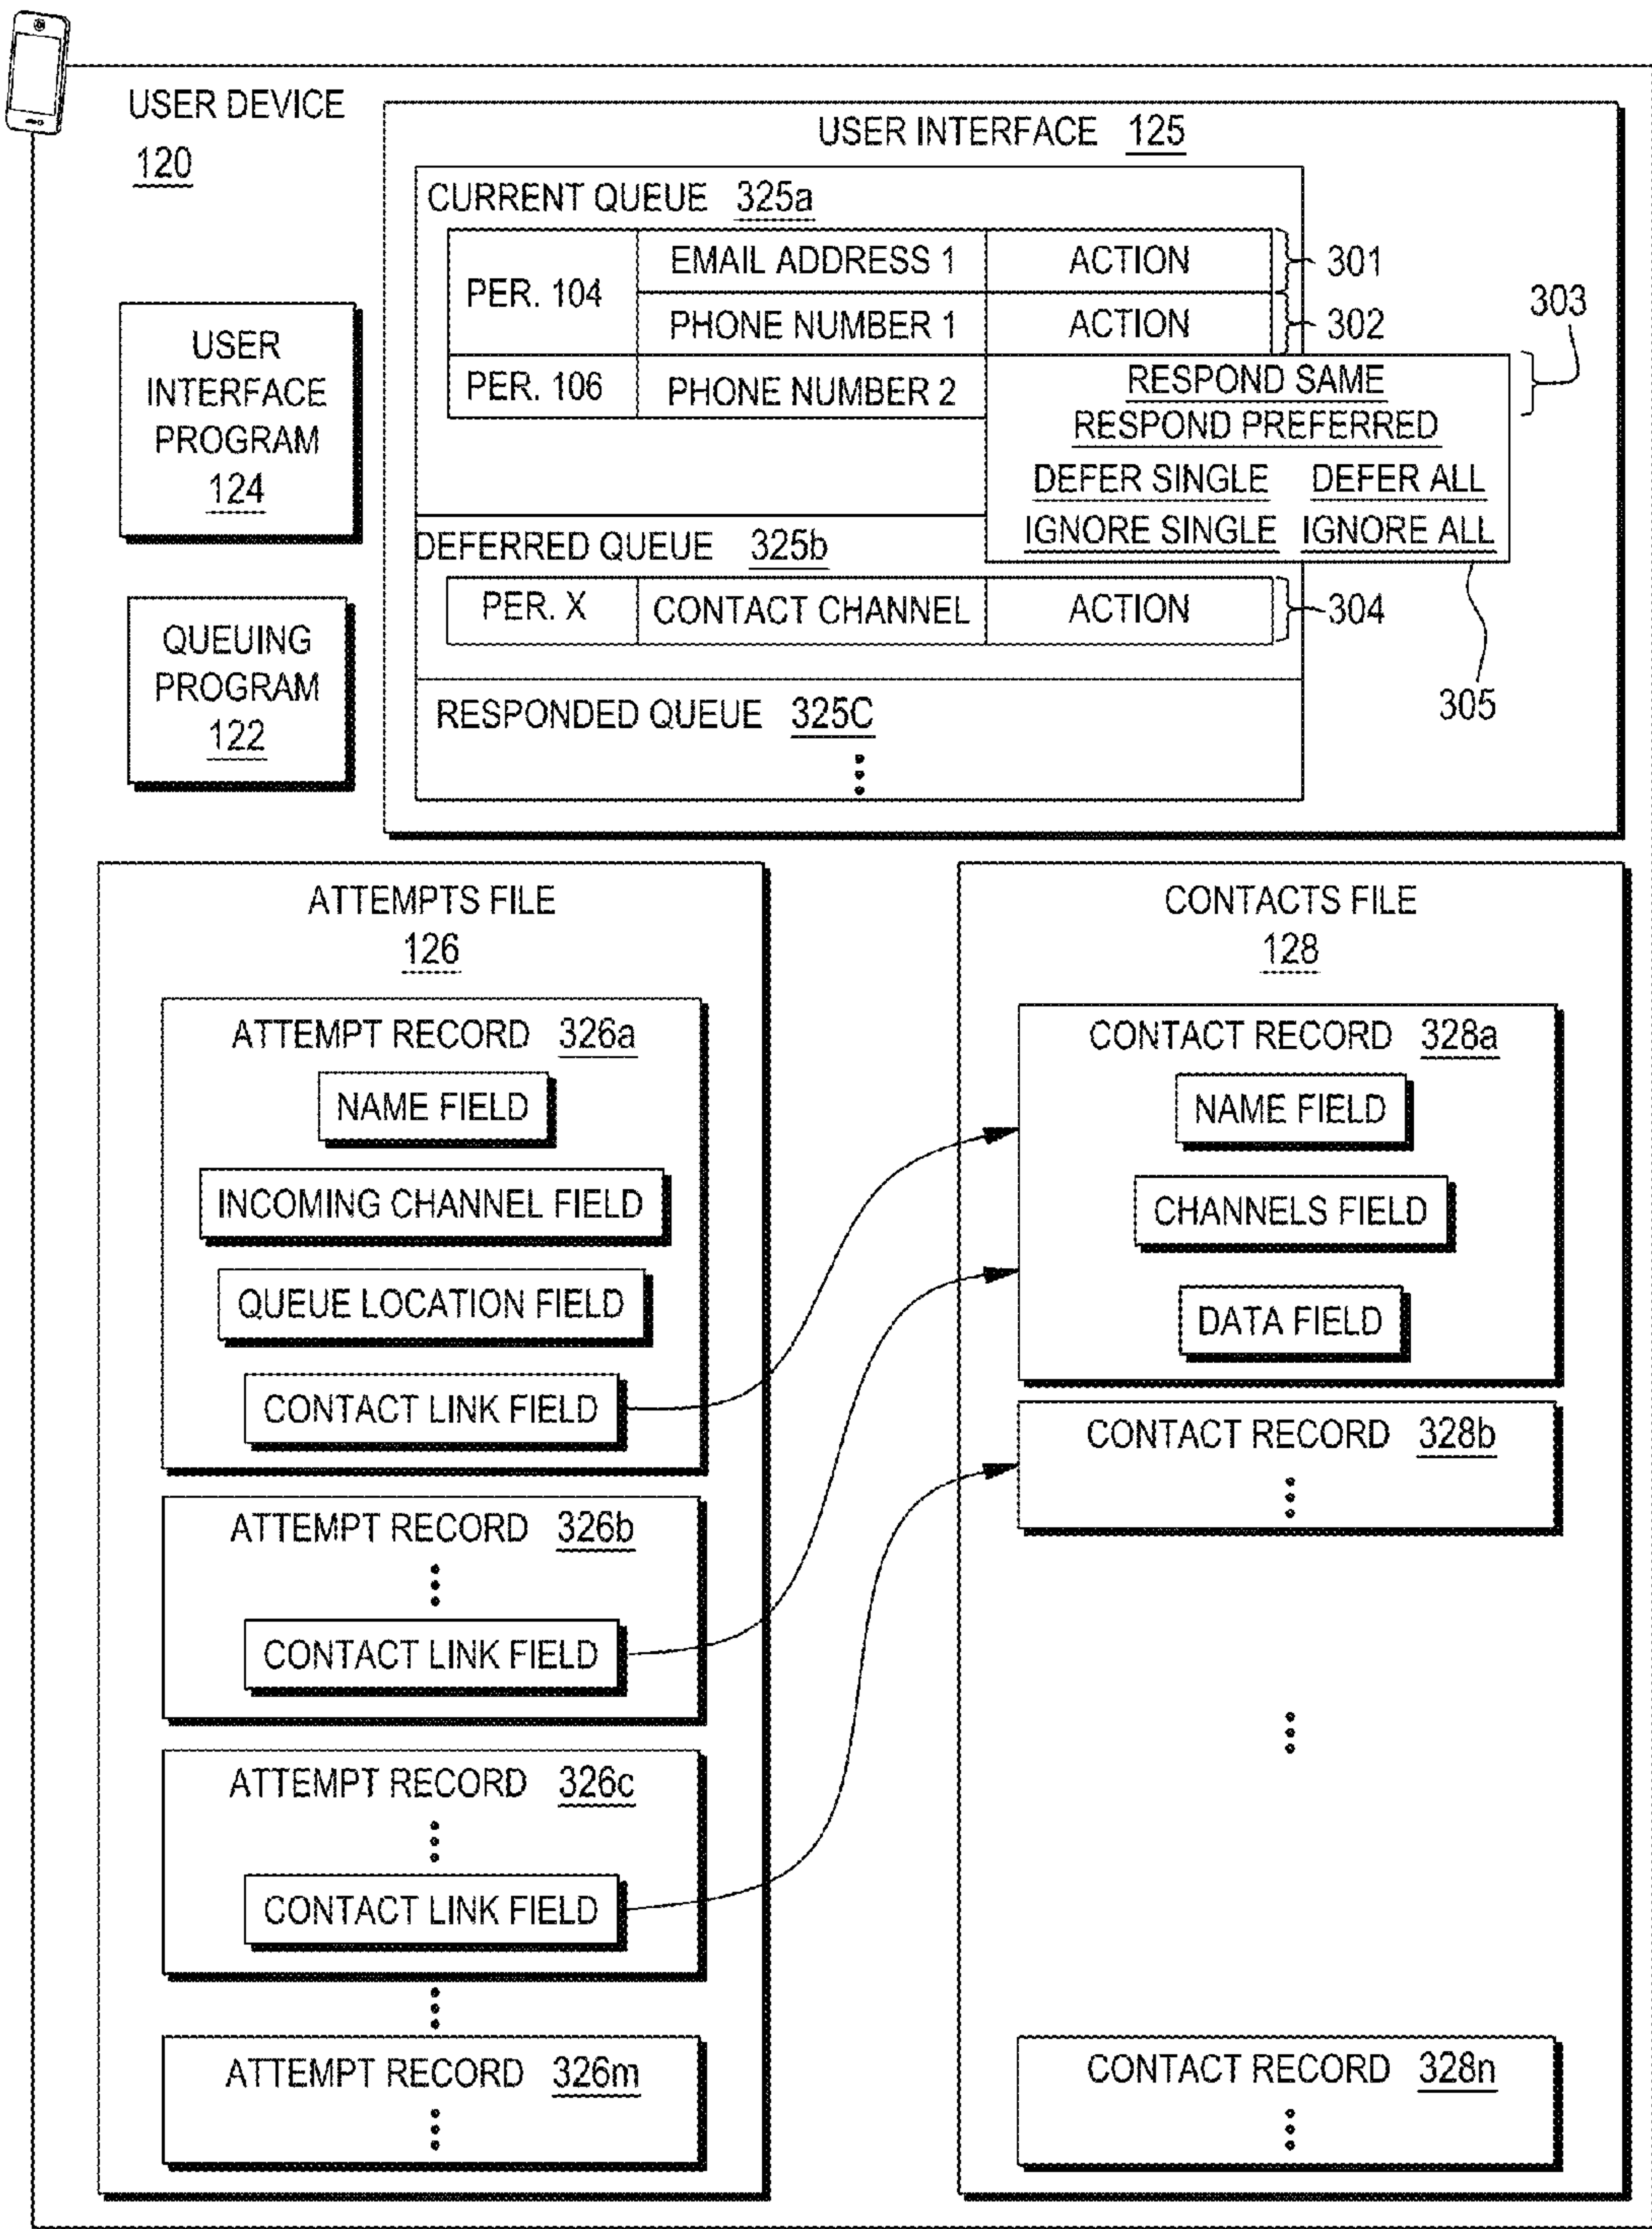 USER DEVICE
120
USER INTERFACE 125
CURRENT QUEUE 325a
PER. 104
EMAIL ADDRESS 1 ACTION 301
PHONE NUMBER 1 ACTION 302
303
PER. 106 PHONE NUMBER 2 RESPOND SAME
RESPOND PREFERRED
DEFER SINGLE DEFER ALL
IGNORE SINGLE IGNORE ALL
305
DEFERRED QUEUE 325b
PER. X CONTACT CHANNEL ACTION 304
RESPONDED QUEUE 325C
USER
INTERFACE
PROGRAM
124
QUEUING
PROGRAM
122
ATTEMPTS FILE
126
ATTEMPT RECORD 326a
NAME FIELD
INCOMING CHANNEL FIELD
QUEUE LOCATION FIELD
CONTACT LINK FIELD
ATTEMPT RECORD 326b
CONTACT LINK FIELD
ATTEMPT RECORD 326c
CONTACT LINK FIELD
ATTEMPT RECORD 326m
CONTACTS FILE
128
CONTACT RECORD 328a
NAME FIELD
CHANNELS FIELD
DATA FIELD
CONTACT RECORD 328b
CONTACT RECORD 328n